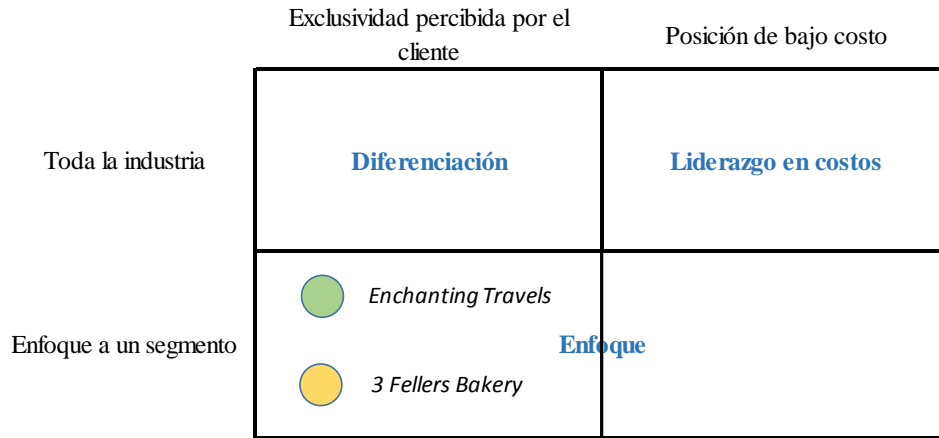 Exclusividad percibida por el
cliente
Posición de bajo costo
Toda la industria
Diferenciación
Liderazgo en costos
Enchanting Travels
Enfoque a un segmento
Enfoque
3 Fellers Bakery